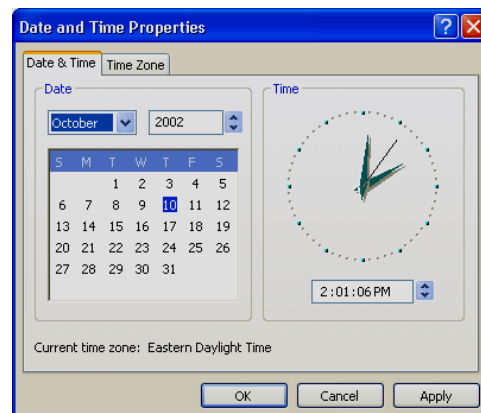 Date and Time Properties
Date & Time
Time Zone
Date
October
2002
S M T W T F S
1 2 3 4 5
6 7 8 9 10 11 12
13 14 15 16 17 18 19
20 21 22 23 24 25 26
27 28 29 30 31
Time
2:01:06 PM
Current time zone: Eastern Daylight Time
OK
Cancel
Apply